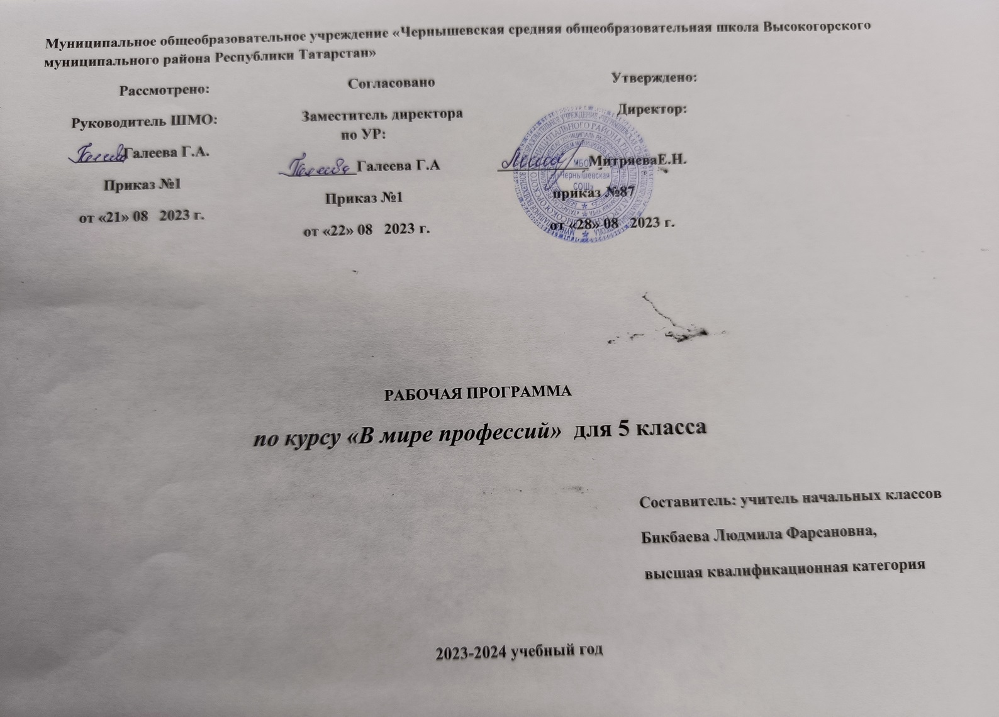 Муниципальное общеобразовательное учреждение «Чернышевская средняя общеобразовательная школа Высокогорского
муниципального района Республики Татарстан»
Рассмотрено:
Руководитель ШМО:
Галеева Г.А.
Приказ №1
от «21» 08 2023 г.
Согласовано
Заместитель директора
по УР:
Галеева Г.А
Приказ №1
от «22» 08 2023 г.
Утверждено:
Директор:
МитряеваЕ.Н.
приказ №87
от «28» 08 2023 г.
МБОУ
«Чернышевская
СОШ»
РАБОЧАЯ ПРОГРАММА
по курсу «В мире профессий» для 5 класса
Составитель: учитель начальных классов
Бикбаева Людмила Фарсановна,
высшая квалификационная категория
2023-2024 учебный год